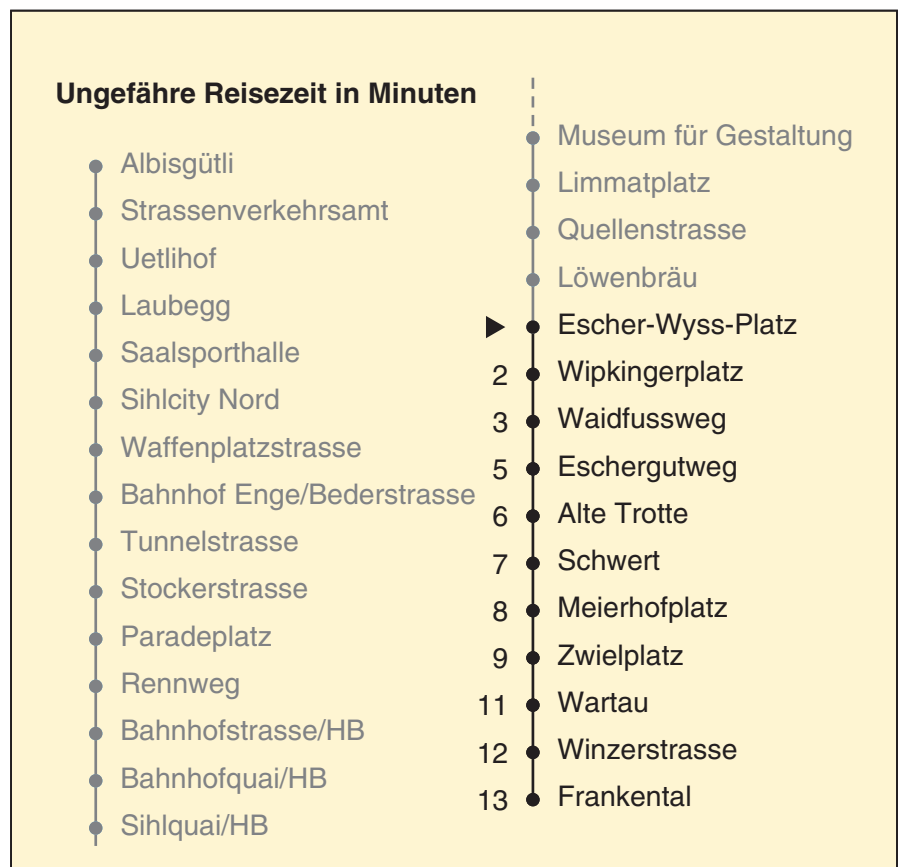 Ungefähre Reisezeit in Minuten
Albisgütli
Strassenverkehrsamt
Uetlihof
Laubegg
Saalsporthalle
Sihlcity Nord
Waffenplatzstrasse
Bahnhof Enge/Bederstrasse
Tunnelstrasse
Stockerstrasse
Paradeplatz
Rennweg
Bahnhofstrasse/HB
Bahnhofquai/HB
Sihlquai/HB
Museum für Gestaltung
Limmatplatz
Quellenstrasse
Löwenbräu
Escher-Wyss-Platz
2 Wipkingerplatz
3 Waidfussweg
5 Eschergutweg
6 Alte Trotte
7 Schwert
8 Meierhofplatz
9 Zwielplatz
11 Wartau
12 Winzerstrasse
13 Frankental